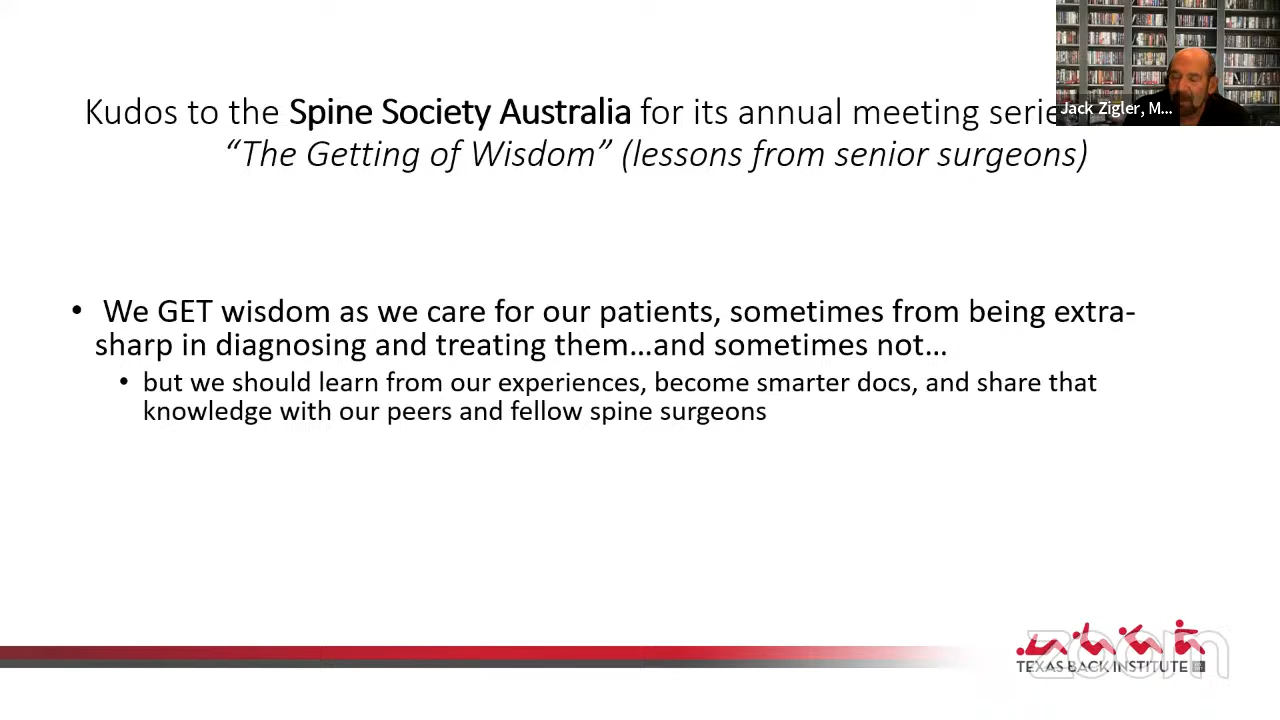 Kudos to the Spine Society Australia for its annual meeting serie
“The Getting of Wisdom” (lessons from senior surgeons)
Jack Zigler, M...
• We GET wisdom as we care for our patients, sometimes from being extra-
sharp in diagnosing and treating them…and sometimes not…
• but we should learn from our experiences, become smarter docs, and share that
knowledge with our peers and fellow spine surgeons
zoom
TEXAS BACK INSTITUTE